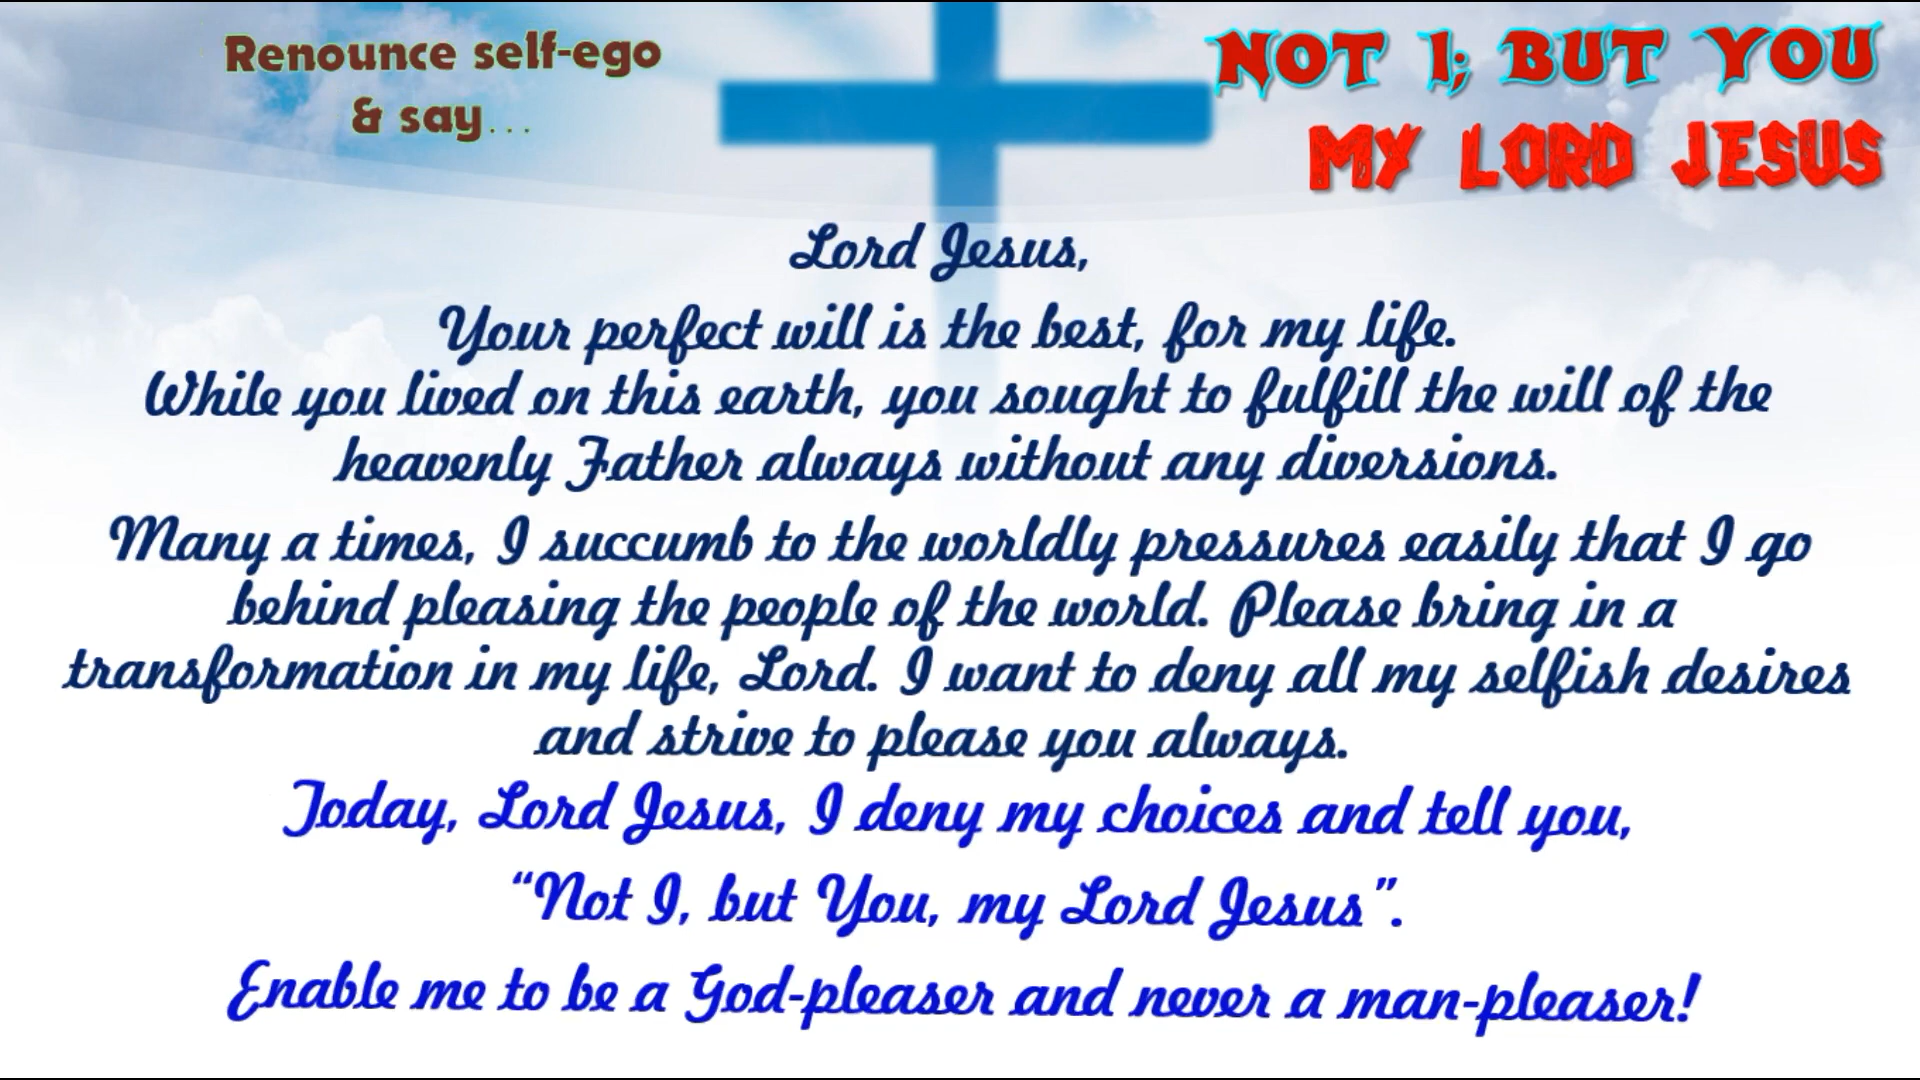 Renounce self-ego
& say...
NOT I; BUT YOU
MY LORD JESUS
Lord Jesus,
Your perfect will is the best, for my life.
While you lived on this earth, you sought to fulfill the will of the
heavenly Father always without any diversions.
Many a times, I succumb to the worldly pressures easily that I go
behind pleasing the people of the world. Please bring in a
transformation in my life, Lord. I want to deny all my selfish desires
and strive to please you always.
Today, Lord Jesus, I deny my choices and tell you,
“Not I, but You, my Lord Jesus”.
Enable me to be a God-pleaser and never a man-pleaser!